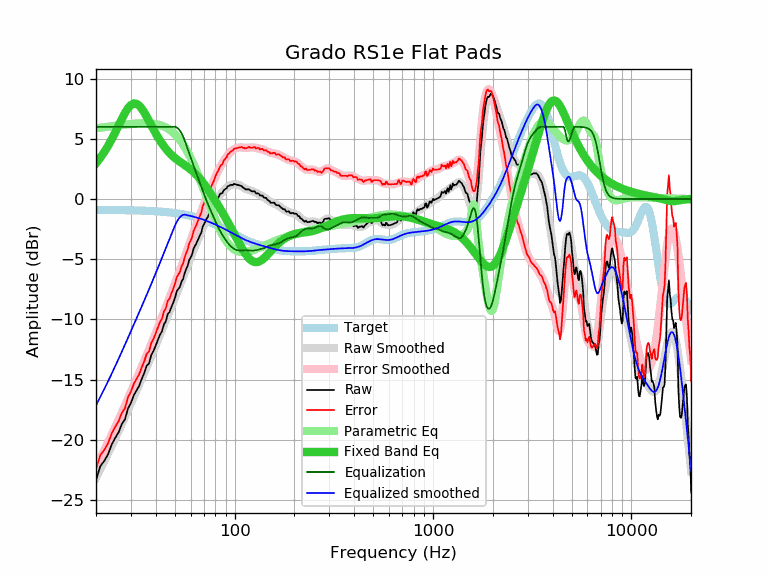 Grado RS1e Flat Pads
10
5
0
−5
−10
−15
−20
−25
Amplitude (dBr)
Target
Raw Smoothed
Error Smoothed
Raw
Error
Parametric Eq
Fixed Band Eq
Equalization
Equalized smoothed
100
1000
10000
Frequency (Hz)